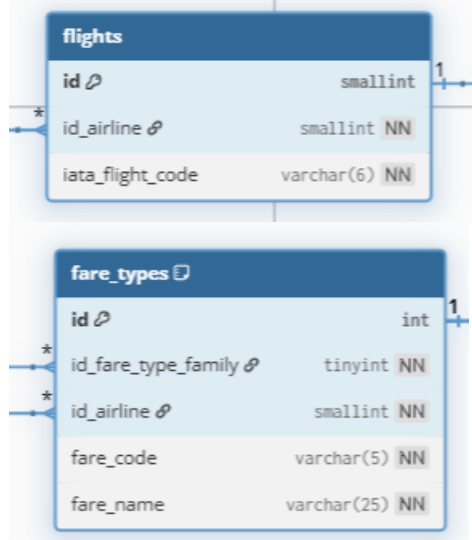 flights
1
id smallint
*
id_airline smallint NN
iata_flight_code varchar(6) NN
fare_types
1
id int
*
id_fare_type_family tinyint NN
*
id_airline smallint NN
fare_code varchar(5) NN
fare_name varchar(25) NN